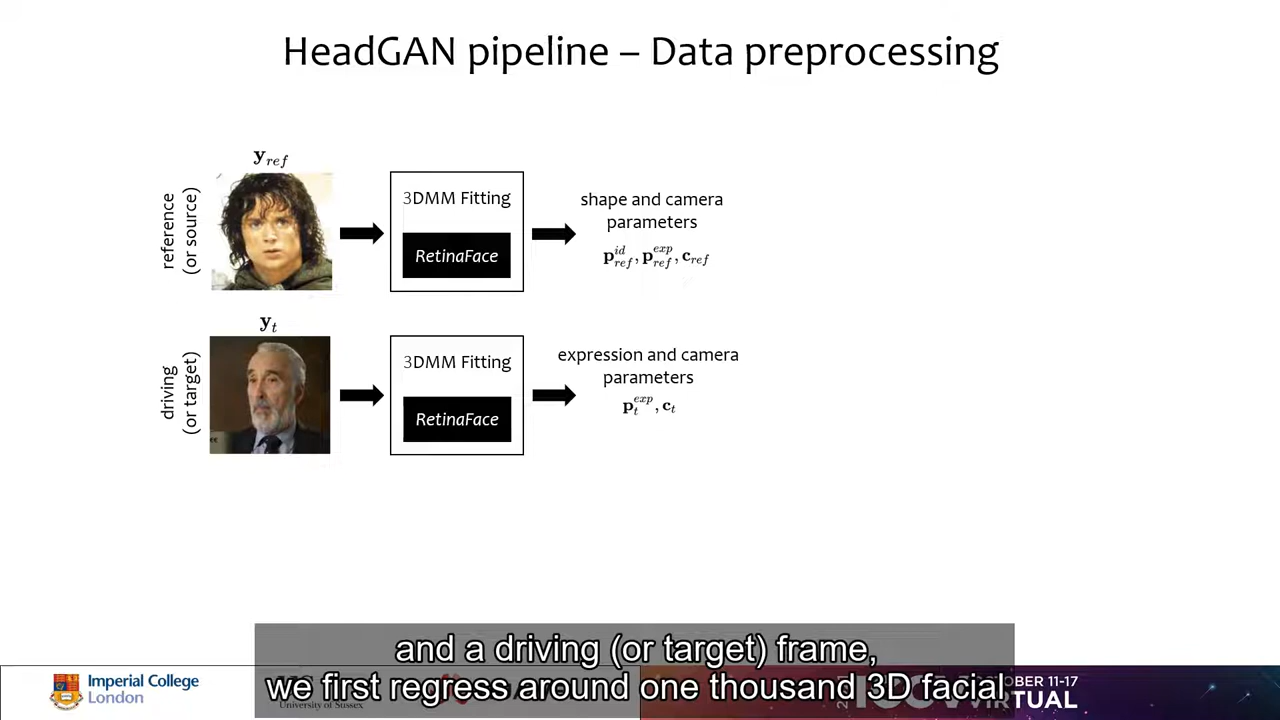 HeadGAN pipeline – Data preprocessing
y_ref
reference
(or source)
3DMM Fitting
RetinaFace
shape and camera
parameters
p_ref^id, p_ref^exp, c_ref
y_t
driving
(or target)
3DMM Fitting
RetinaFace
expression and camera
parameters
p_t^exp, c_t
and a driving (or target) frame,
we first regress around one thousand 3D facial
Imperial College
London
University of Sussex
OCTOBER 11-17
VIRTUAL